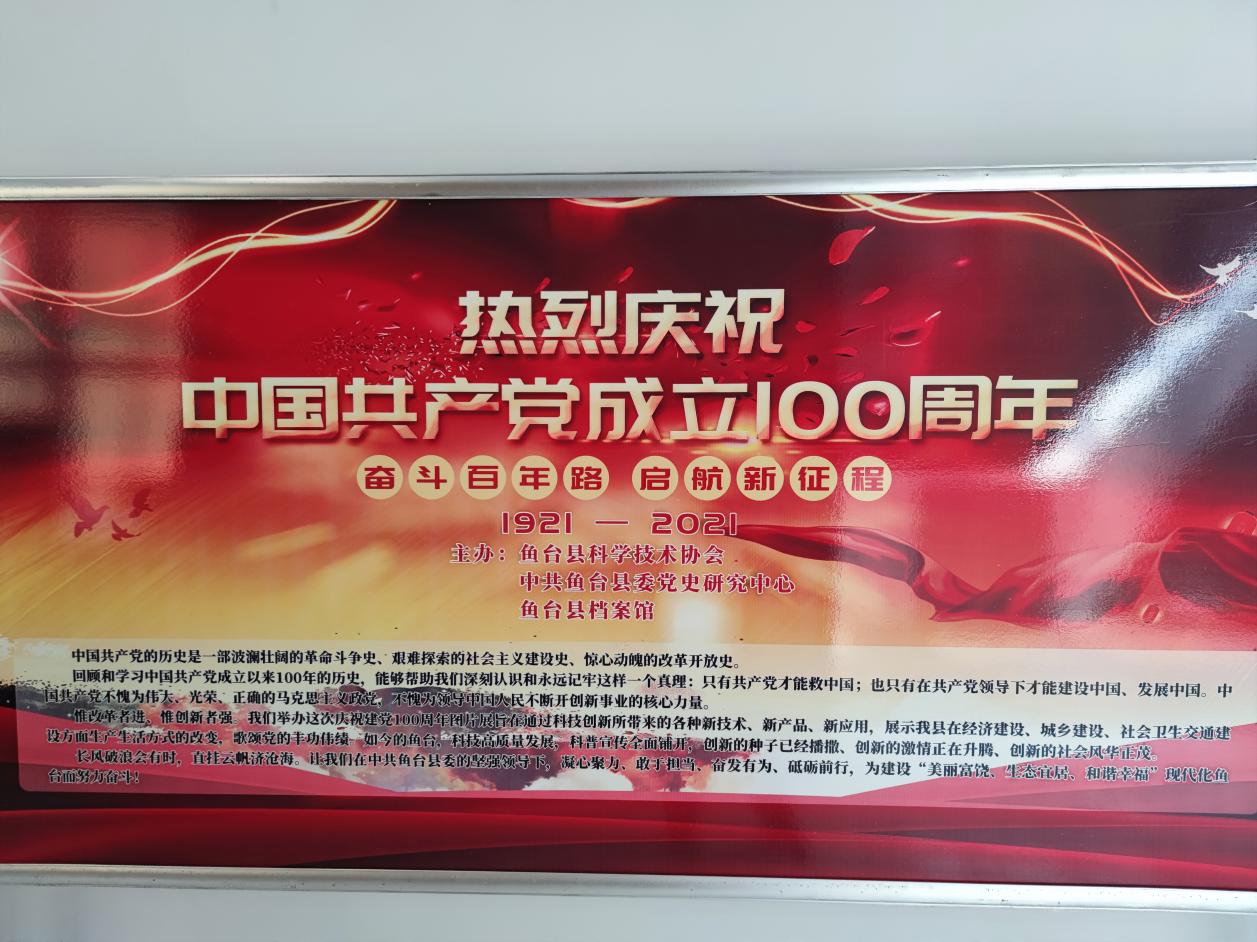 热烈庆祝
中国共产党成立100周年
奋斗百年路 启航新征程
1921 — 2021
主办：鱼台县科学技术协会
中共鱼台县委党史研究中心
鱼台县档案馆
中国共产党的历史是一部波澜壮阔的革命斗争史、艰难探索的社会主义建设史、惊心动魄的改革开放史。
回顾和学习中国共产党成立以来100年的历史，能够帮助我们深刻认识和永远记牢这样一个真理：只有共产党才能救中国；也只有在共产党领导下才能建设中国、发展中国。中
国共产党不愧为伟大、光荣、正确的马克思主义政党，不愧为领导中国人民不断开创新事业的核心力量。
惟改革者进，惟创新者强。我们举办这次庆祝建党100周年图片展旨在通过科技创新所带来的各种新技术、新产品、新应用，展示我县在经济建设、城乡建设、社会卫生交通建
设方面生产生活方式的改变，歌颂党的丰功伟绩。如今的鱼台，科技高质量发展，科普宣传全面铺开，创新的种子已经播撒、创新的激情正在升腾、创新的社会风华正茂。
长风破浪会有时，直挂云帆济沧海。让我们在中共鱼台县委的坚强领导下，凝心聚力、敢于担当、奋发有为、砥砺前行，为建设“美丽富饶、生态宜居、和谐幸福”现代化鱼
台而努力奋斗！